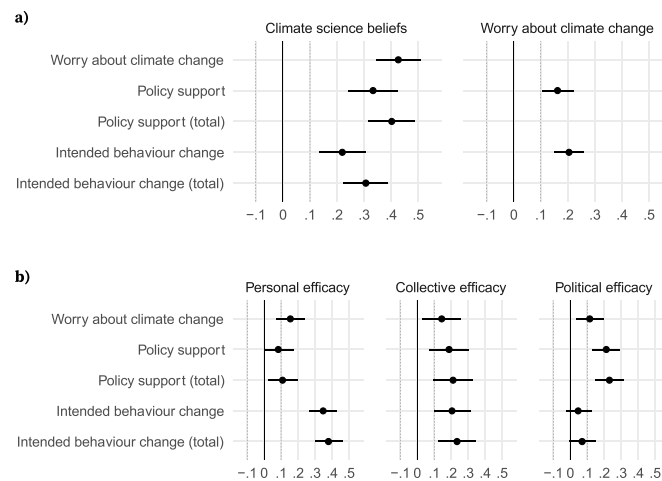 a)
Climate science beliefs Worry about climate change
Worry about climate change
Policy support
Policy support (total)
Intended behaviour change
Intended behaviour change (total)
−.1 0 .1 .2 .3 .4 .5 −.1 0 .1 .2 .3 .4 .5
b)
Personal efficacy Collective efficacy Political efficacy
Worry about climate change
Policy support
Policy support (total)
Intended behaviour change
Intended behaviour change (total)
−.1 0 .1 .2 .3 .4 .5 −.1 0 .1 .2 .3 .4 .5 −.1 0 .1 .2 .3 .4 .5